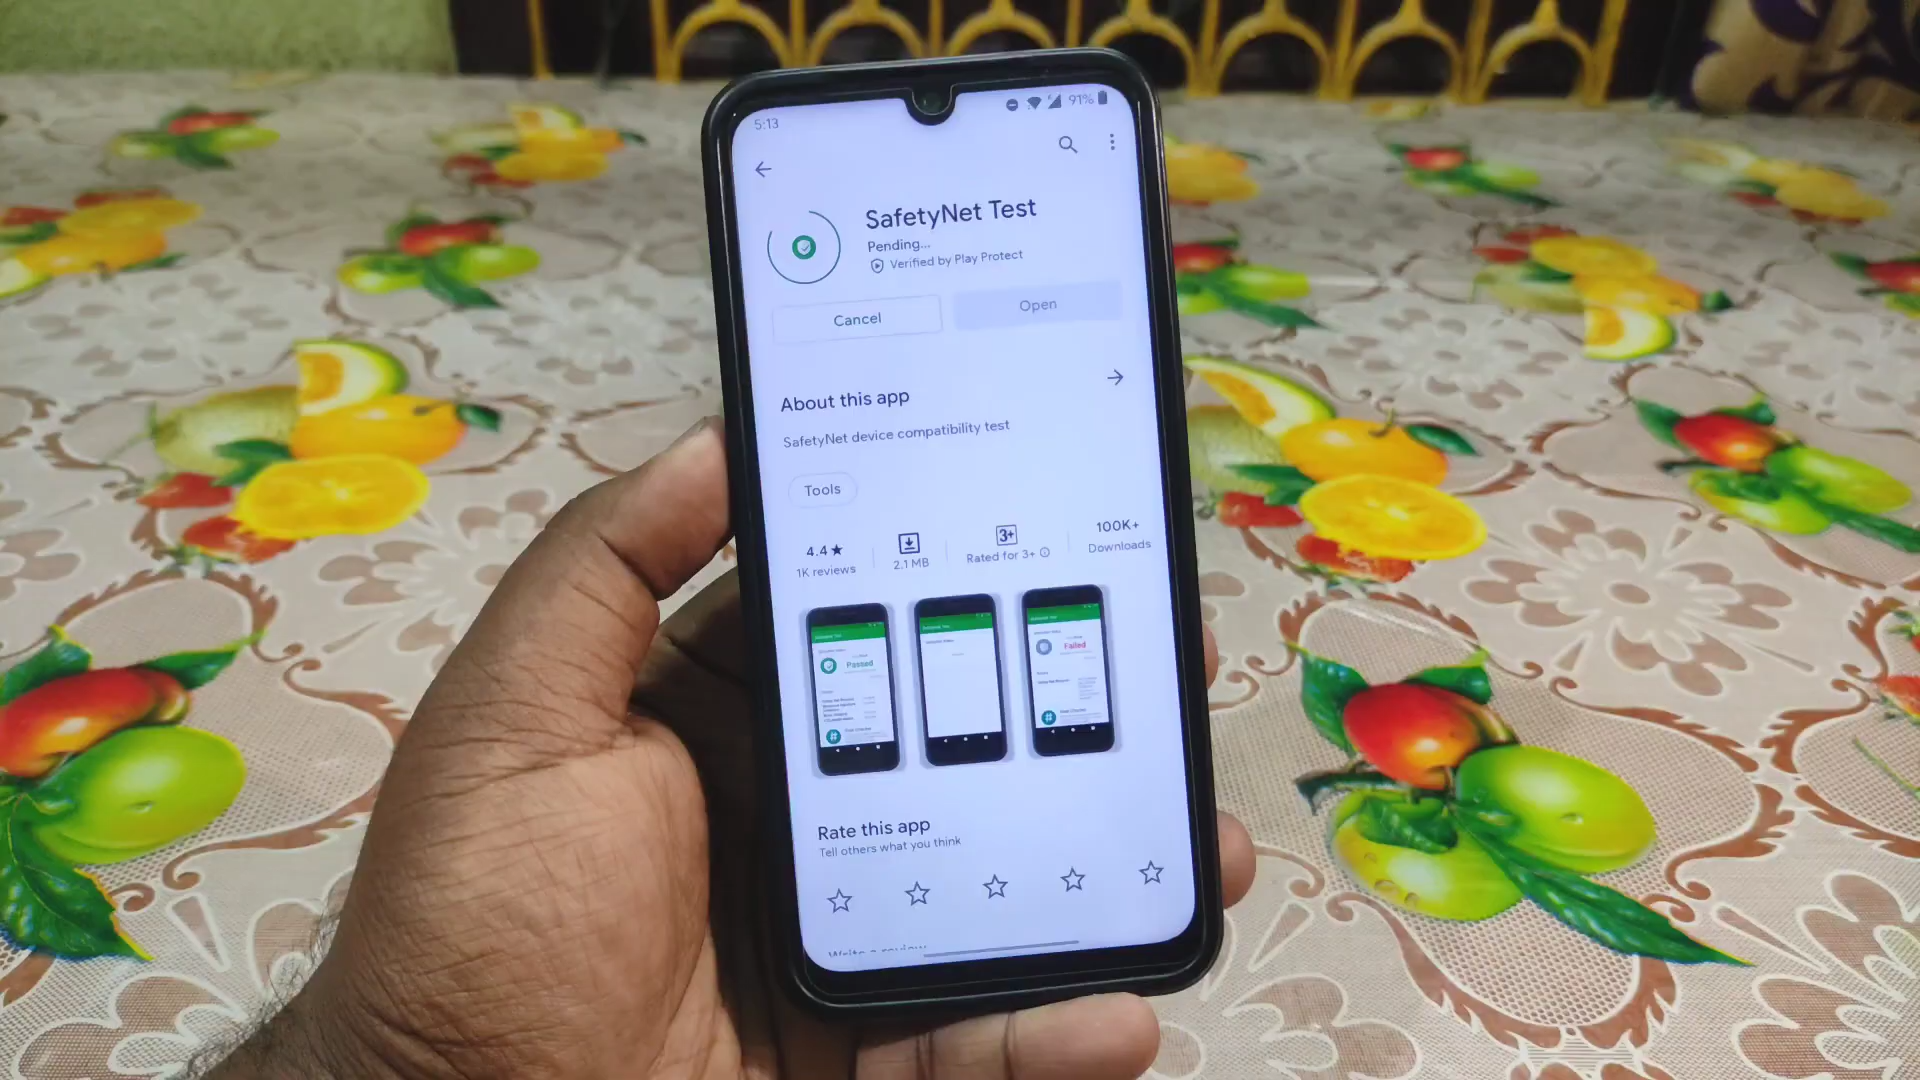 5:13
91%
SafetyNet Test
Pending...
Verified by Play Protect
Cancel
Open
About this app
SafetyNet device compatibility test
Tools
4.4★
1K reviews
2.1 MB
3+
Rated for 3+
100K+
Downloads
Passed
Failed
Rate this app
Tell others what you think
Write a review